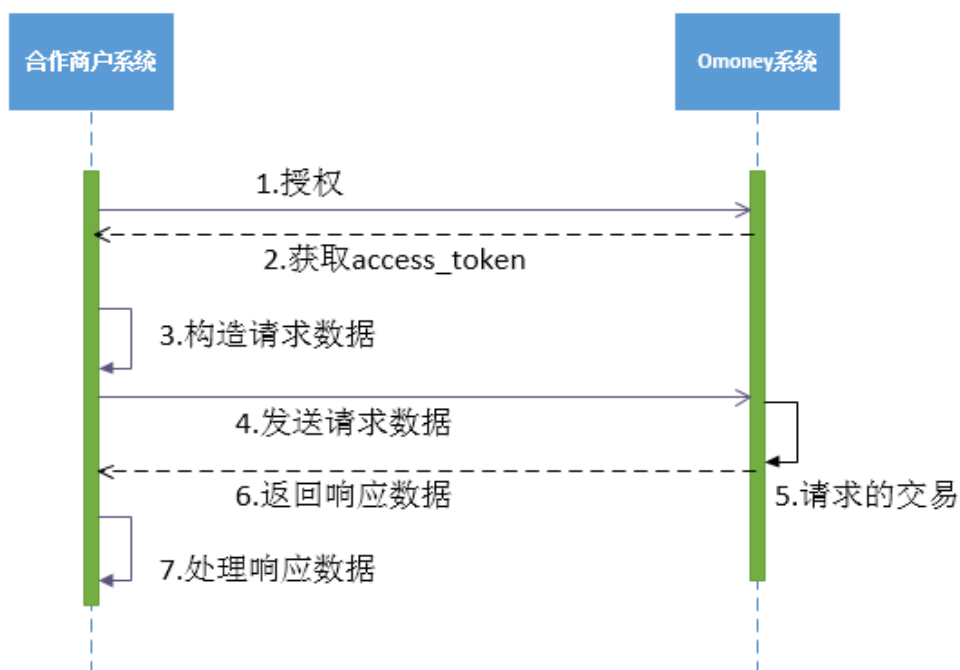 合作商户系统
Omoney系统
1.授权
2.获取access_token
3.构造请求数据
4.发送请求数据
5.请求的交易
6.返回响应数据
7.处理响应数据